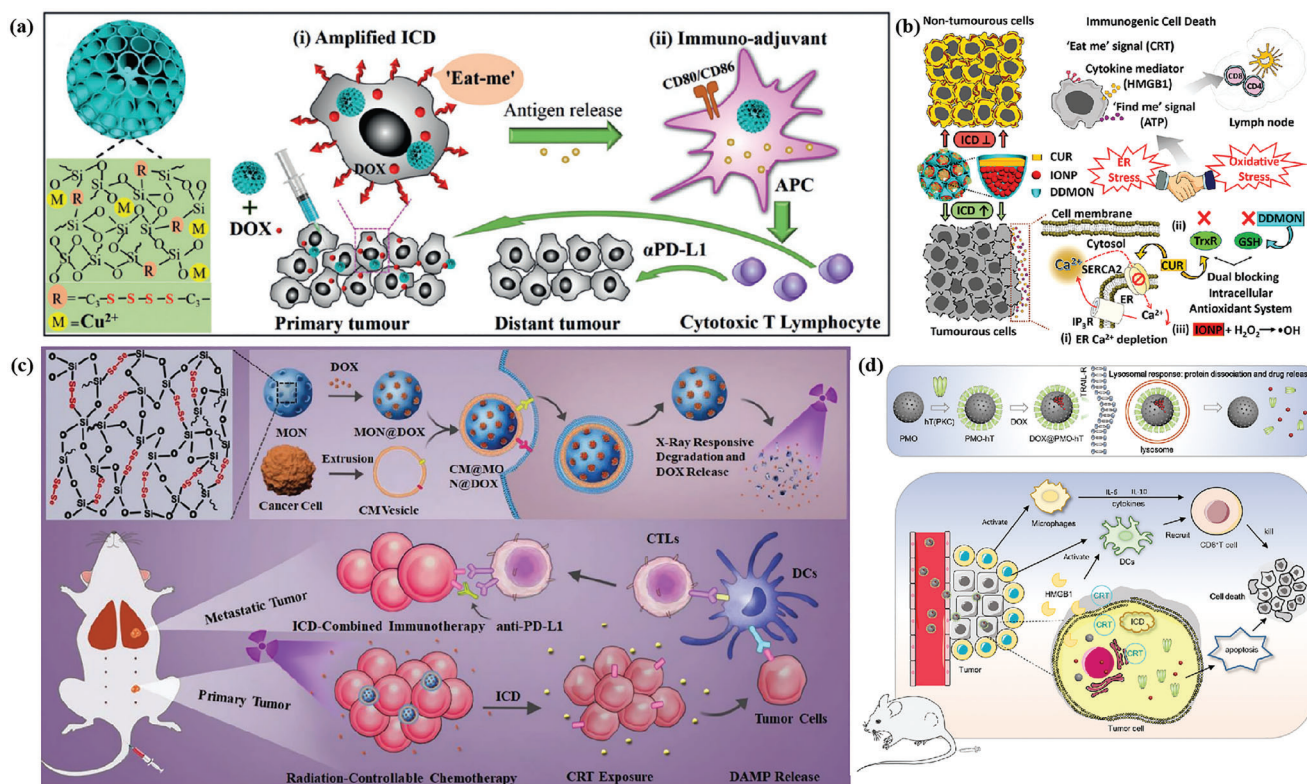 (a)
(i) Amplified ICD
'Eat-me'
DOX
Antigen release
(ii) Immuno-adjuvant
CD80/CD86
APC
+
DOX
αPD-L1
Primary tumour
Distant tumour
Cytotoxic T Lymphocyte
R = -C₃-S-S-S-S-C₃-
M = Cu²⁺
(b)
Non-tumourous cells
Immunogenic Cell Death
'Eat me' signal (CRT)
Cytokine mediator
(HMGB1)
'Find me' signal
(ATP)
CD8
CD4
Lymph node
ICD ⊥
CUR
IONP
DDMON
ICD ↑
ER
Stress
Oxidative
Stress
Cell membrane
Cytosol
Ca²⁺
SERCA2
ER
IP₃R
Ca²⁺
(i) ER Ca²⁺ depletion
Tumourous cells
CUR
(ii)
DDMON
TrxR
GSH
Dual blocking
Intracellular
Antioxidant System
(iii) IONP + H₂O₂ → •OH
(c)
DOX
MON
MON@DOX
Extrusion
Cancer Cell
CM Vesicle
CM@MO
N@DOX
X-Ray Responsive
Degradation and
DOX Release
Metastatic Tumor
Primary Tumor
CTLs
DCs
ICD-Combined Immunotherapy
anti-PD-L1
ICD
Tumor Cells
Radiation-Controllable Chemotherapy
CRT Exposure
DAMP Release
(d)
Lysosomal response: protein dissociation and drug release
TRAIL-R
hT(PKC)
DOX
PMO
PMO-hT
DOX@PMO-hT
lysosome
Activate
Macrophages
IL-6
IL-10
cytokines
CD8⁺T cell
Activate
DCs
Recruit
kill
HMGB1
CRT
CRT
ICD
CRT
Cell death
apoptosis
Tumor
Tumor cell